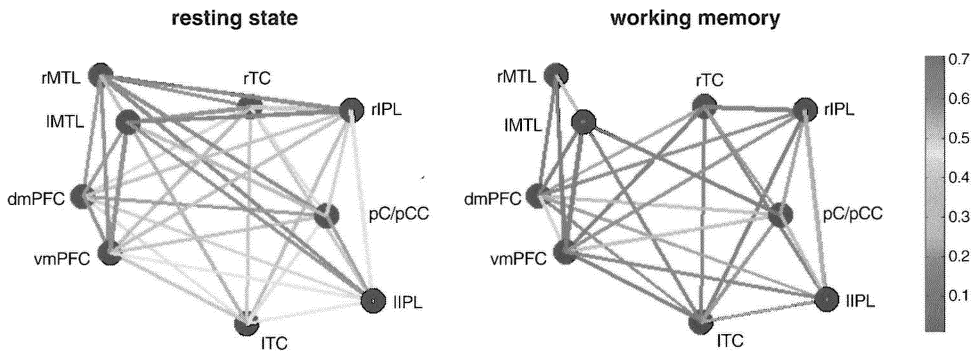 resting state
working memory
rMTL
rTC
rIPL
lMTL
dmPFC
pC/pCC
vmPFC
lIPL
lTC
rMTL
rTC
rIPL
lMTL
dmPFC
pC/pCC
vmPFC
lIPL
lTC
0.7
0.6
0.5
0.4
0.3
0.2
0.1